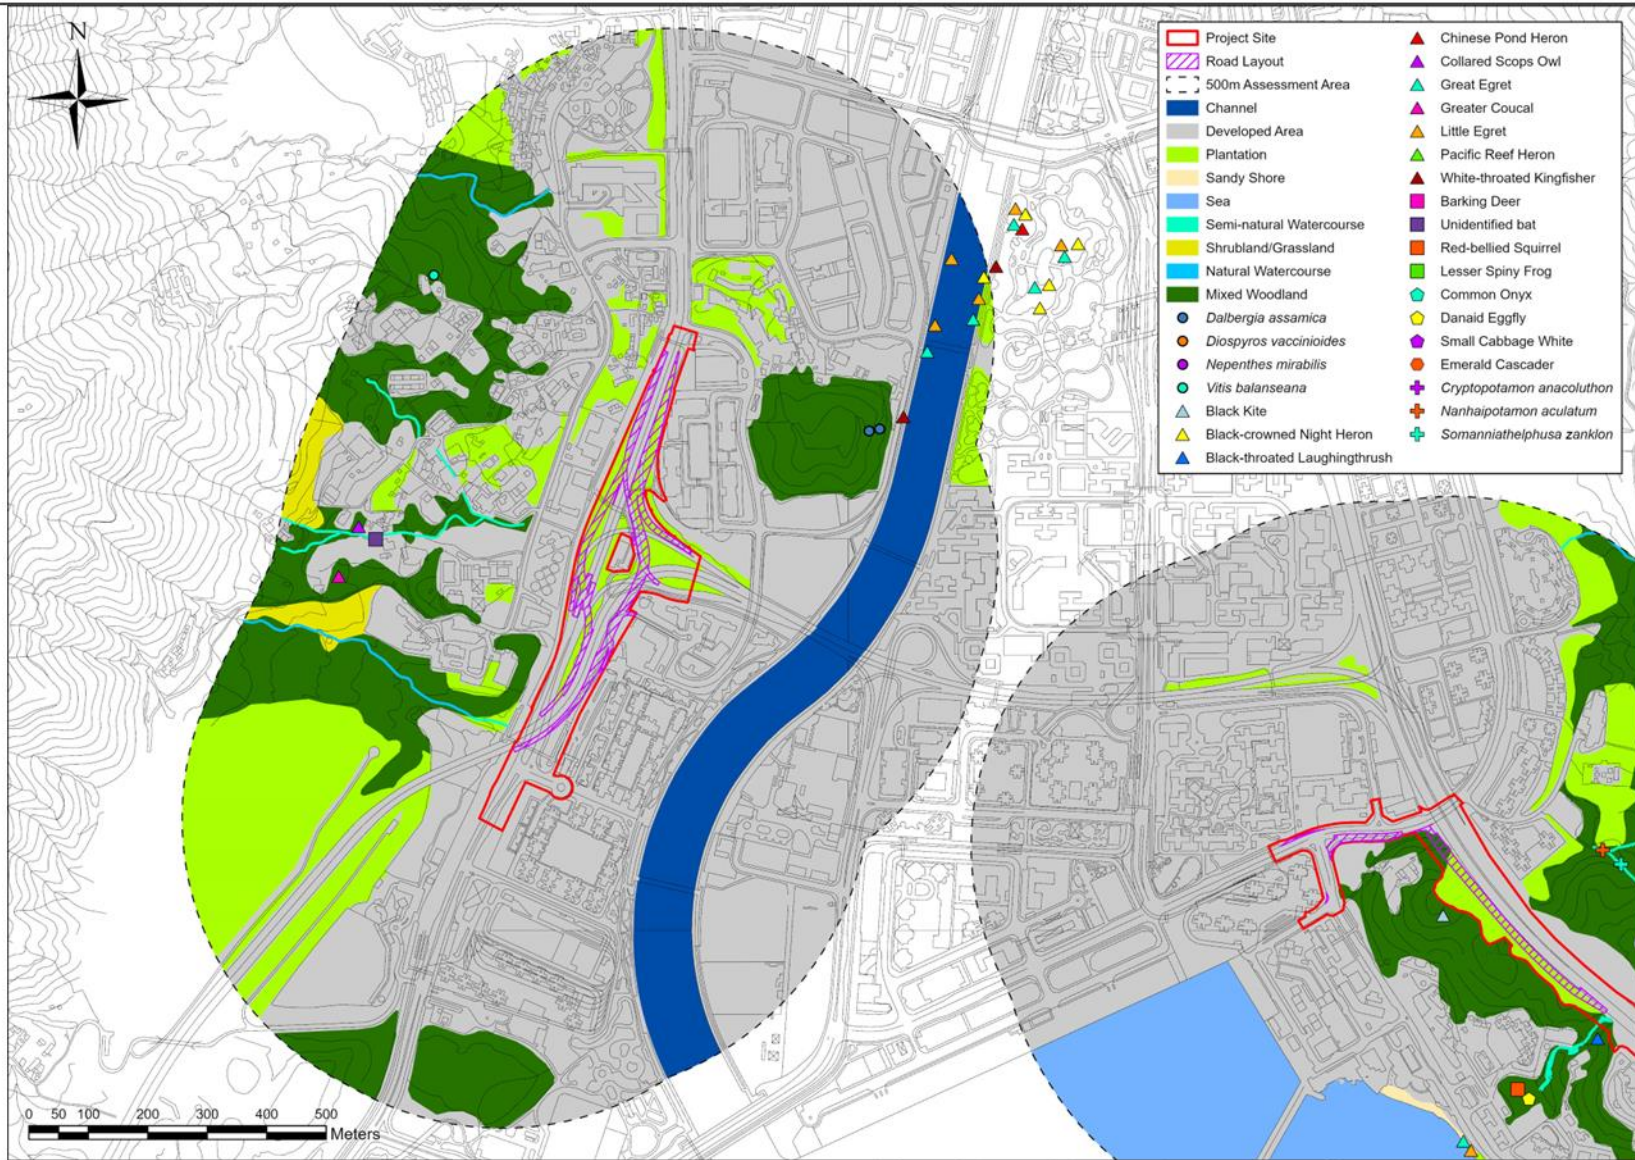 N
Project Site
Road Layout
500m Assessment Area
Channel
Developed Area
Plantation
Sandy Shore
Sea
Semi-natural Watercourse
Shrubland/Grassland
Natural Watercourse
Mixed Woodland
Dalbergia assamica
Diospyros vaccinioides
Nepenthes mirabilis
Vitis balanseana
Black Kite
Black-crowned Night Heron
Black-throated Laughingthrush
Chinese Pond Heron
Collared Scops Owl
Great Egret
Greater Coucal
Little Egret
Pacific Reef Heron
White-throated Kingfisher
Barking Deer
Unidentified bat
Red-bellied Squirrel
Lesser Spiny Frog
Common Onyx
Danaid Eggfly
Small Cabbage White
Emerald Cascader
Cryptopotamon anacoluthon
Nanhaipotamon aculatum
Somanniathelphusa zanklon
0 50 100 200 300 400 500
Meters